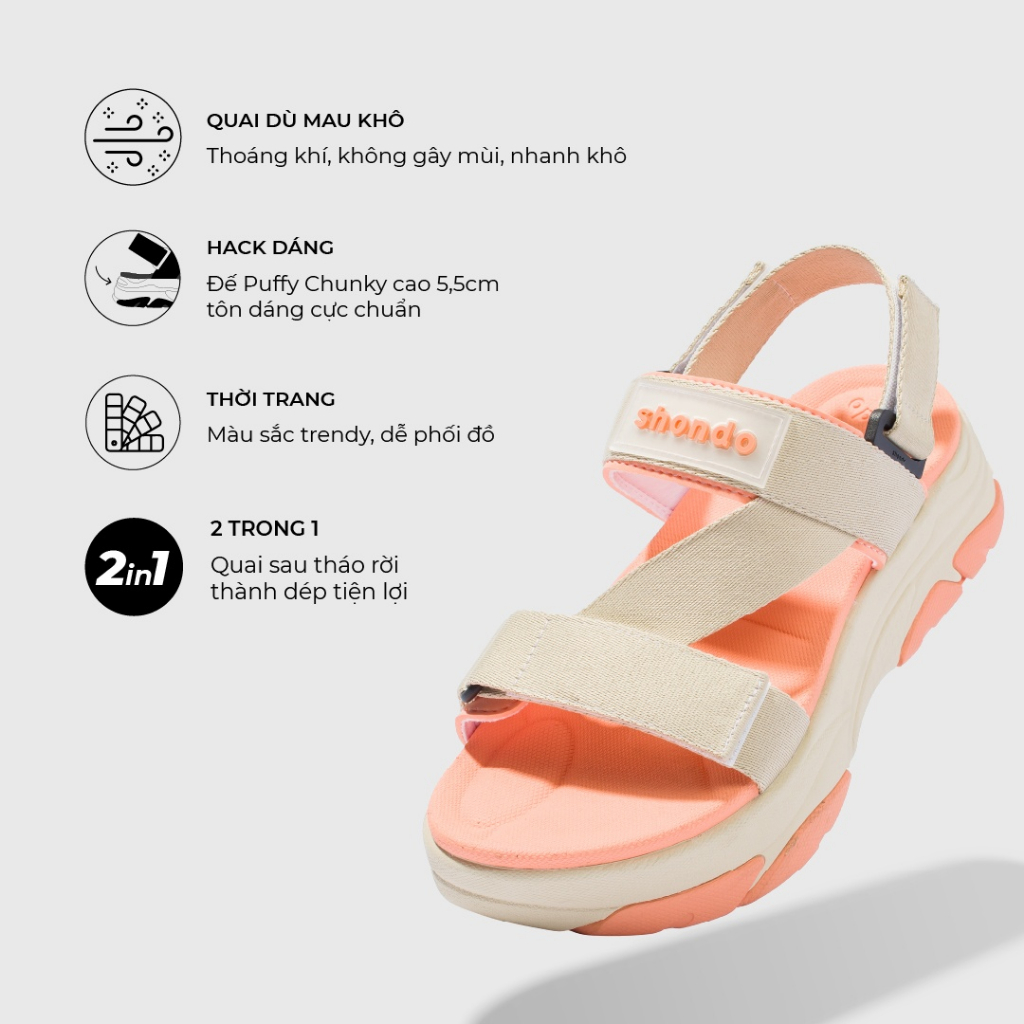 QUAI DÙ MAU KHÔ
Thoáng khí, không gây mùi, nhanh khô
HACK DÁNG
Đế Puffy Chunky cao 5,5cm
tôn dáng cực chuẩn
THỜI TRANG
Màu sắc trendy, dễ phối đồ
2in1
2 TRONG 1
Quai sau tháo rời
thành dép tiện lợi
shondo